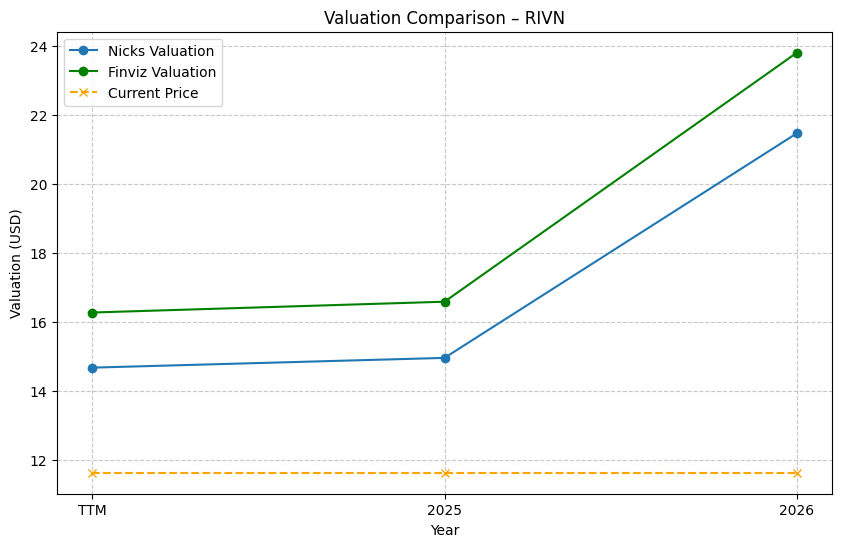 Valuation Comparison – RIVN
Nicks Valuation
Finviz Valuation
Current Price
Valuation (USD)
24
22
20
18
16
14
12
TTM
2025
2026
Year